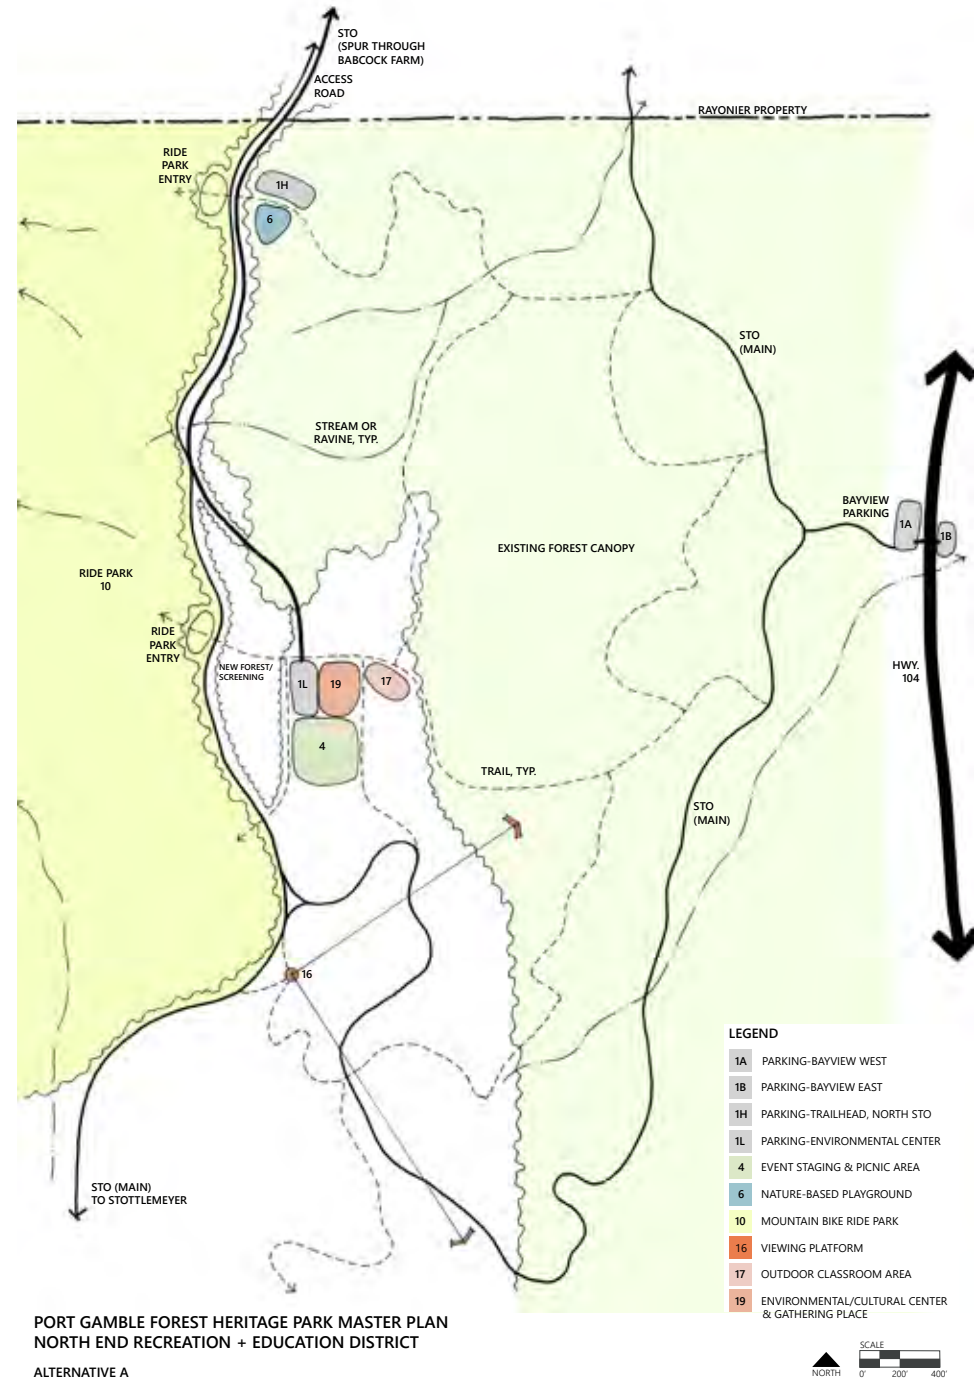 STO
(SPUR THROUGH
BABCOCK FARM)
ACCESS
ROAD
RAYONIER PROPERTY
RIDE
PARK
ENTRY
1H
6
STO
(MAIN)
STREAM OR
RAVINE, TYP.
BAYVIEW
PARKING
1A
1B
EXISTING FOREST CANOPY
RIDE PARK
10
RIDE
PARK
ENTRY
NEW FOREST/
SCREENING
1L
19
17
HWY.
104
4
TRAIL, TYP.
STO
(MAIN)
16
STO (MAIN)
TO STOTTLEMEYER
LEGEND
1A PARKING-BAYVIEW WEST
1B PARKING-BAYVIEW EAST
1H PARKING-TRAILHEAD, NORTH STO
1L PARKING-ENVIRONMENTAL CENTER
4 EVENT STAGING & PICNIC AREA
6 NATURE-BASED PLAYGROUND
10 MOUNTAIN BIKE RIDE PARK
16 VIEWING PLATFORM
17 OUTDOOR CLASSROOM AREA
19 ENVIRONMENTAL/CULTURAL CENTER
& GATHERING PLACE
PORT GAMBLE FOREST HERITAGE PARK MASTER PLAN
NORTH END RECREATION + EDUCATION DISTRICT
ALTERNATIVE A
NORTH
SCALE
0' 200' 400'